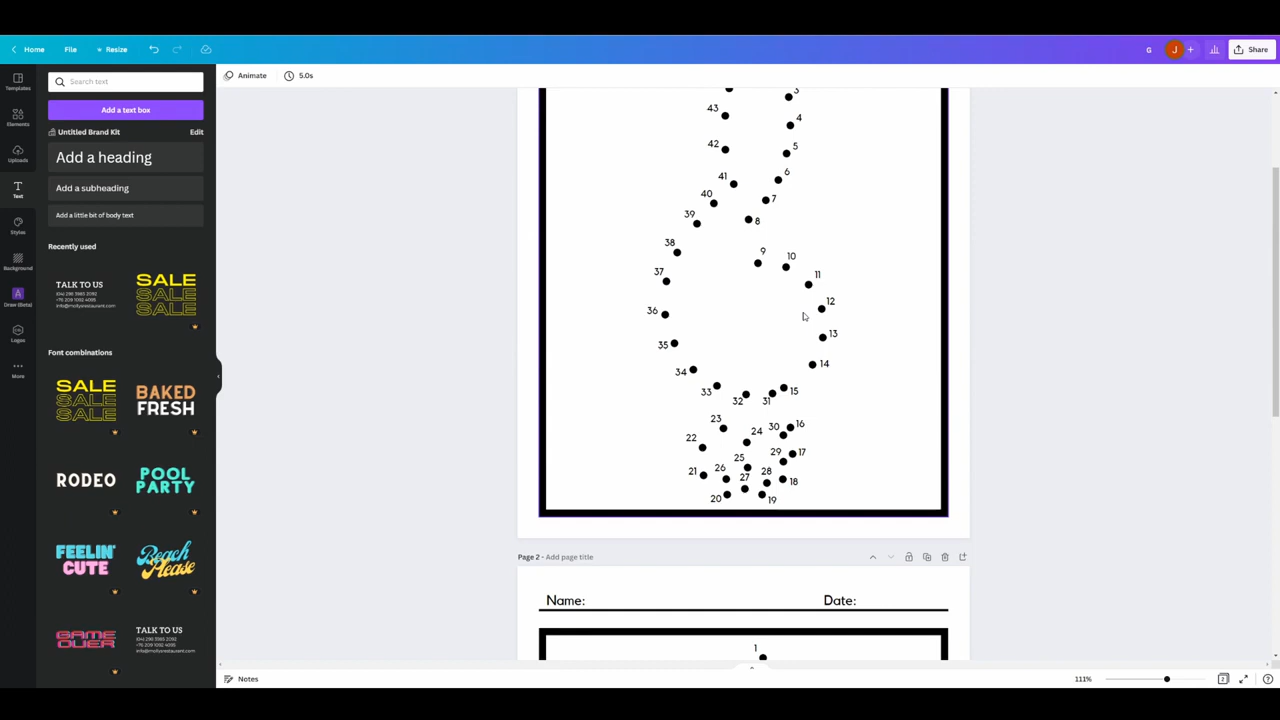 Home File Resize G J + Share
Animate 5.0s
Templates
Elements
Uploads
Text
Styles
Background
Draw (Beta)
Logos
More
Search text
Add a text box
Untitled Brand Kit Edit
Add a heading
Add a subheading
Add a little bit of body text
Recently used
TALK TO US
SALE
SALE
SALE
Font combinations
SALE
SALE
SALE
BAKED
FRESH
RODEO
POOL
PARTY
FEELIN'
CUTE
Beach
Please
GAME
OVER
TALK TO US
3
43
4
42
5
41
6
40
7
39
8
38
9
10
37
11
36
12
35
13
34
14
33
32
31
15
23
24
30
16
22
25
29
17
21
26
27
28
18
20
19
Page 2 - Add page title
Name: Date:
1
Notes 111% 2 ?